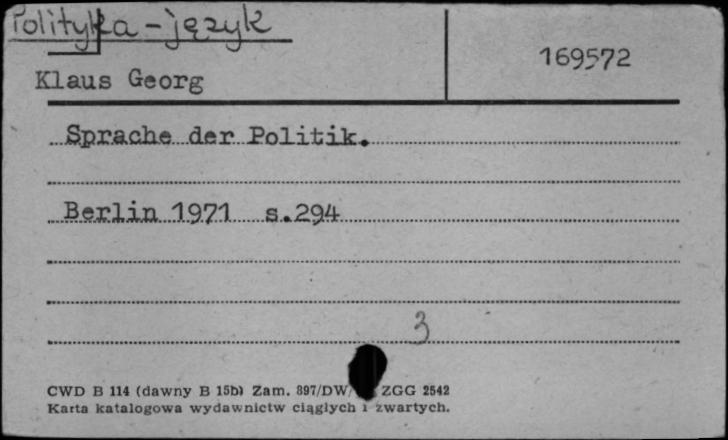 Polityka - język
169572
Klaus Georg
Sprache der Politik.
Berlin 1971 s.294
3
CWD B 114 (dawny B 15b) Zam. 397/DW/ ZGG 2542
Karta katalogowa wydawnictw ciągłych i zwartych.